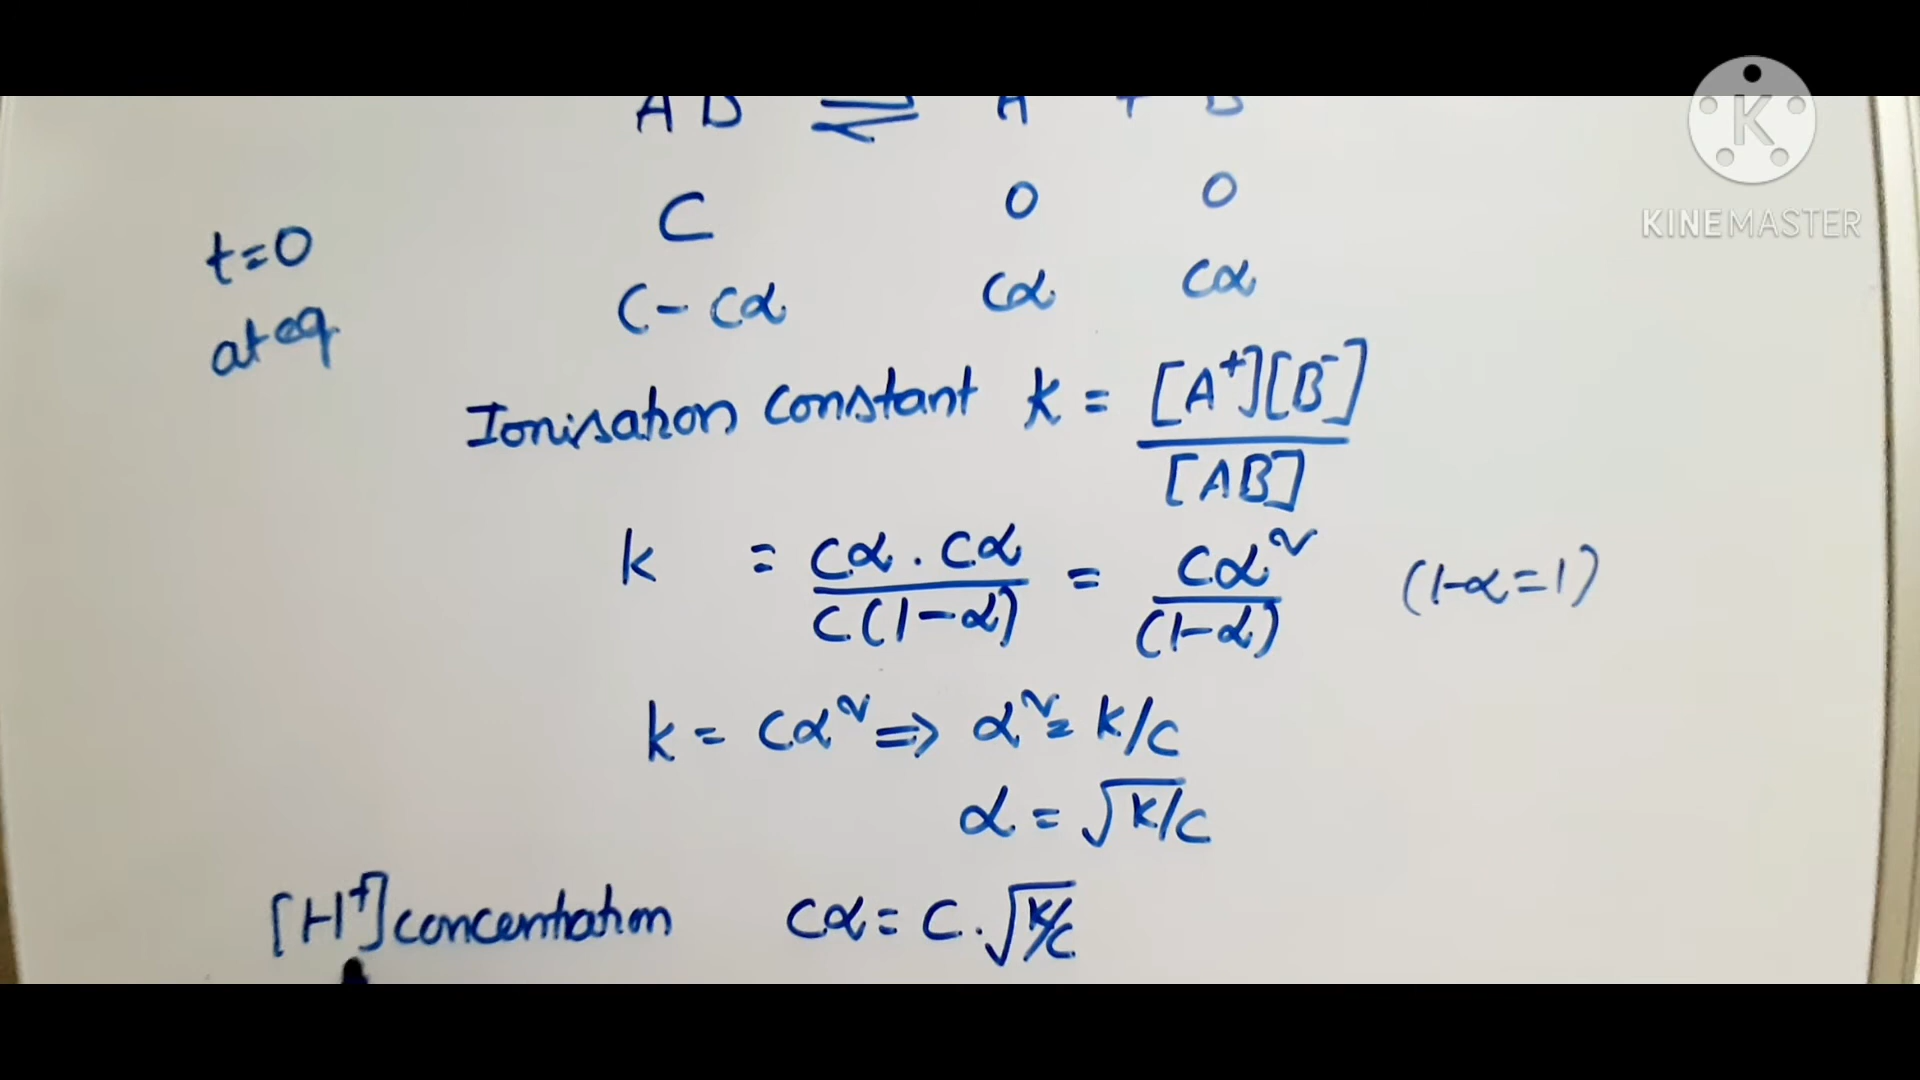 AB ⇌ A + B
KINEMASTER
t=0 C 0 0
at eq C-Cα Cα Cα
Ionisation constant k = [A⁺][B⁻]/[AB]
k = Cα.Cα/C(1-α) = Cα²/(1-α) (1-α=1)
k = Cα² ⇒ α² = k/c
α = √k/c
[H⁺] concentration Cα = C.√k/c